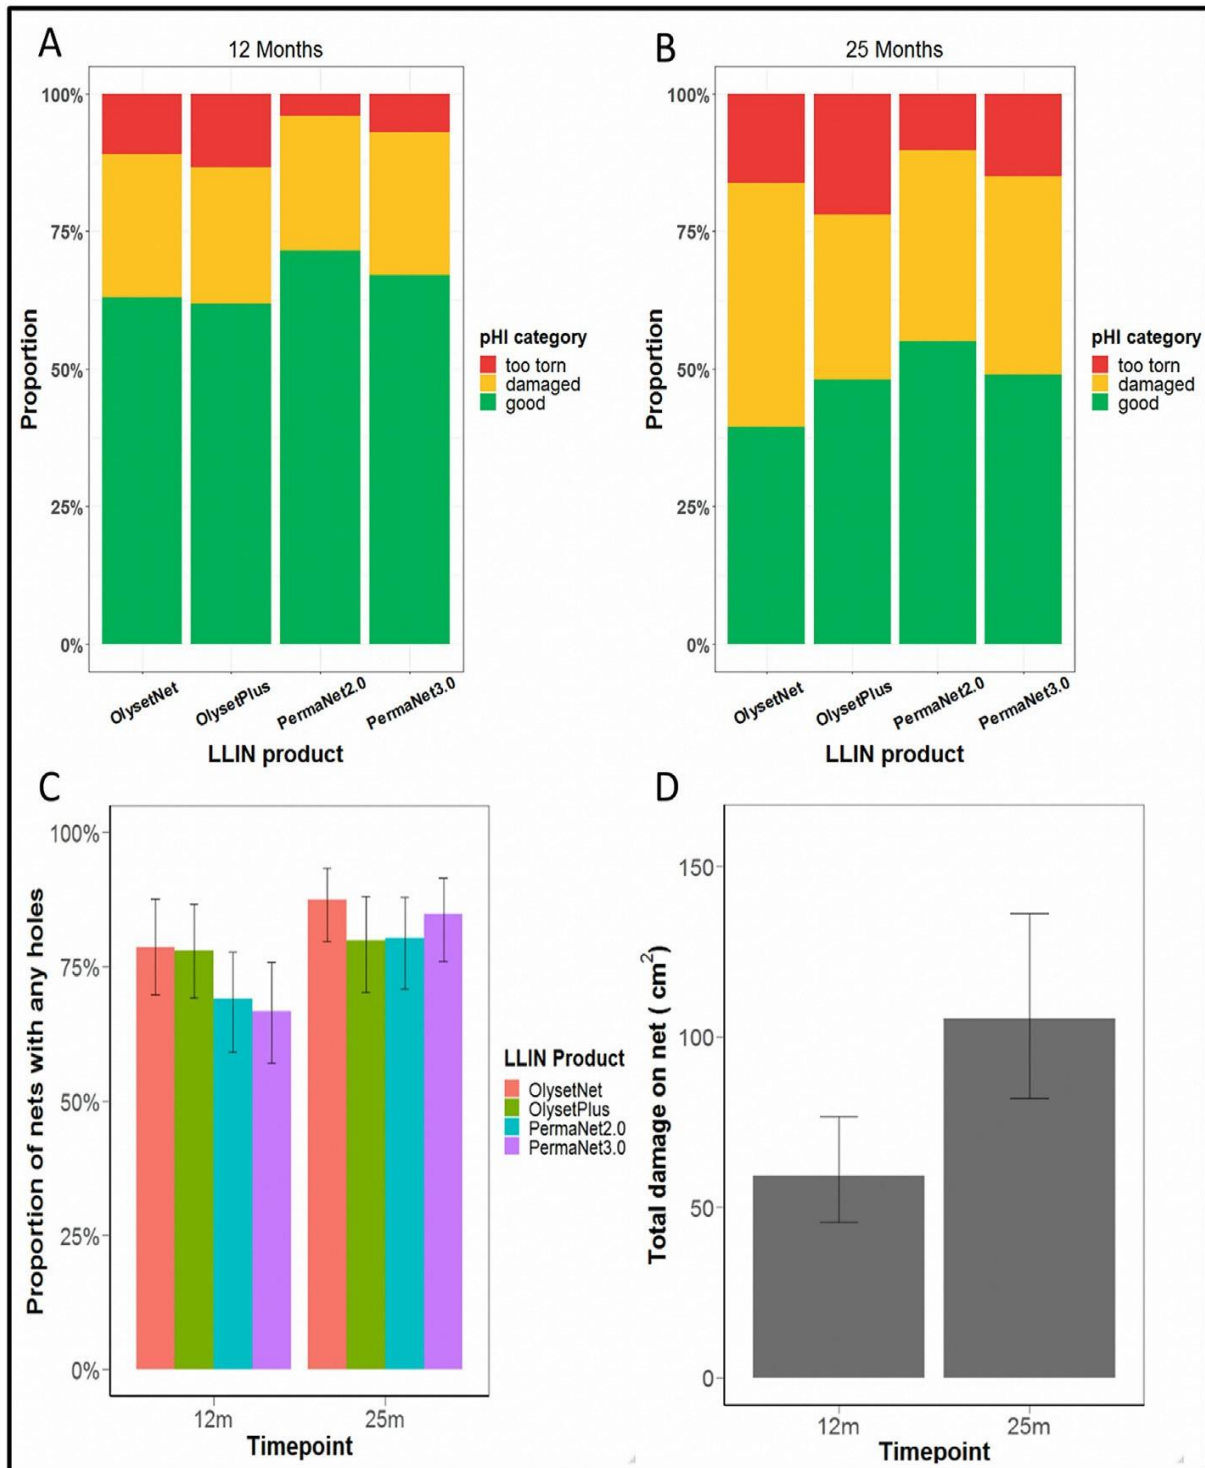 A
12 Months
100%
75%
50%
25%
0%
Proportion
OlysetNet
OlysetPlus
PermaNet2.0
PermaNet3.0
LLIN product
pHI category
too torn
damaged
good
B
25 Months
100%
75%
50%
25%
0%
Proportion
OlysetNet
OlysetPlus
PermaNet2.0
PermaNet3.0
LLIN product
pHI category
too torn
damaged
good
C
100%
75%
50%
25%
0%
Proportion of nets with any holes
12m
25m
Timepoint
LLIN Product
OlysetNet
OlysetPlus
PermaNet2.0
PermaNet3.0
D
150
100
50
0
Total damage on net ( cm²)
12m
25m
Timepoint